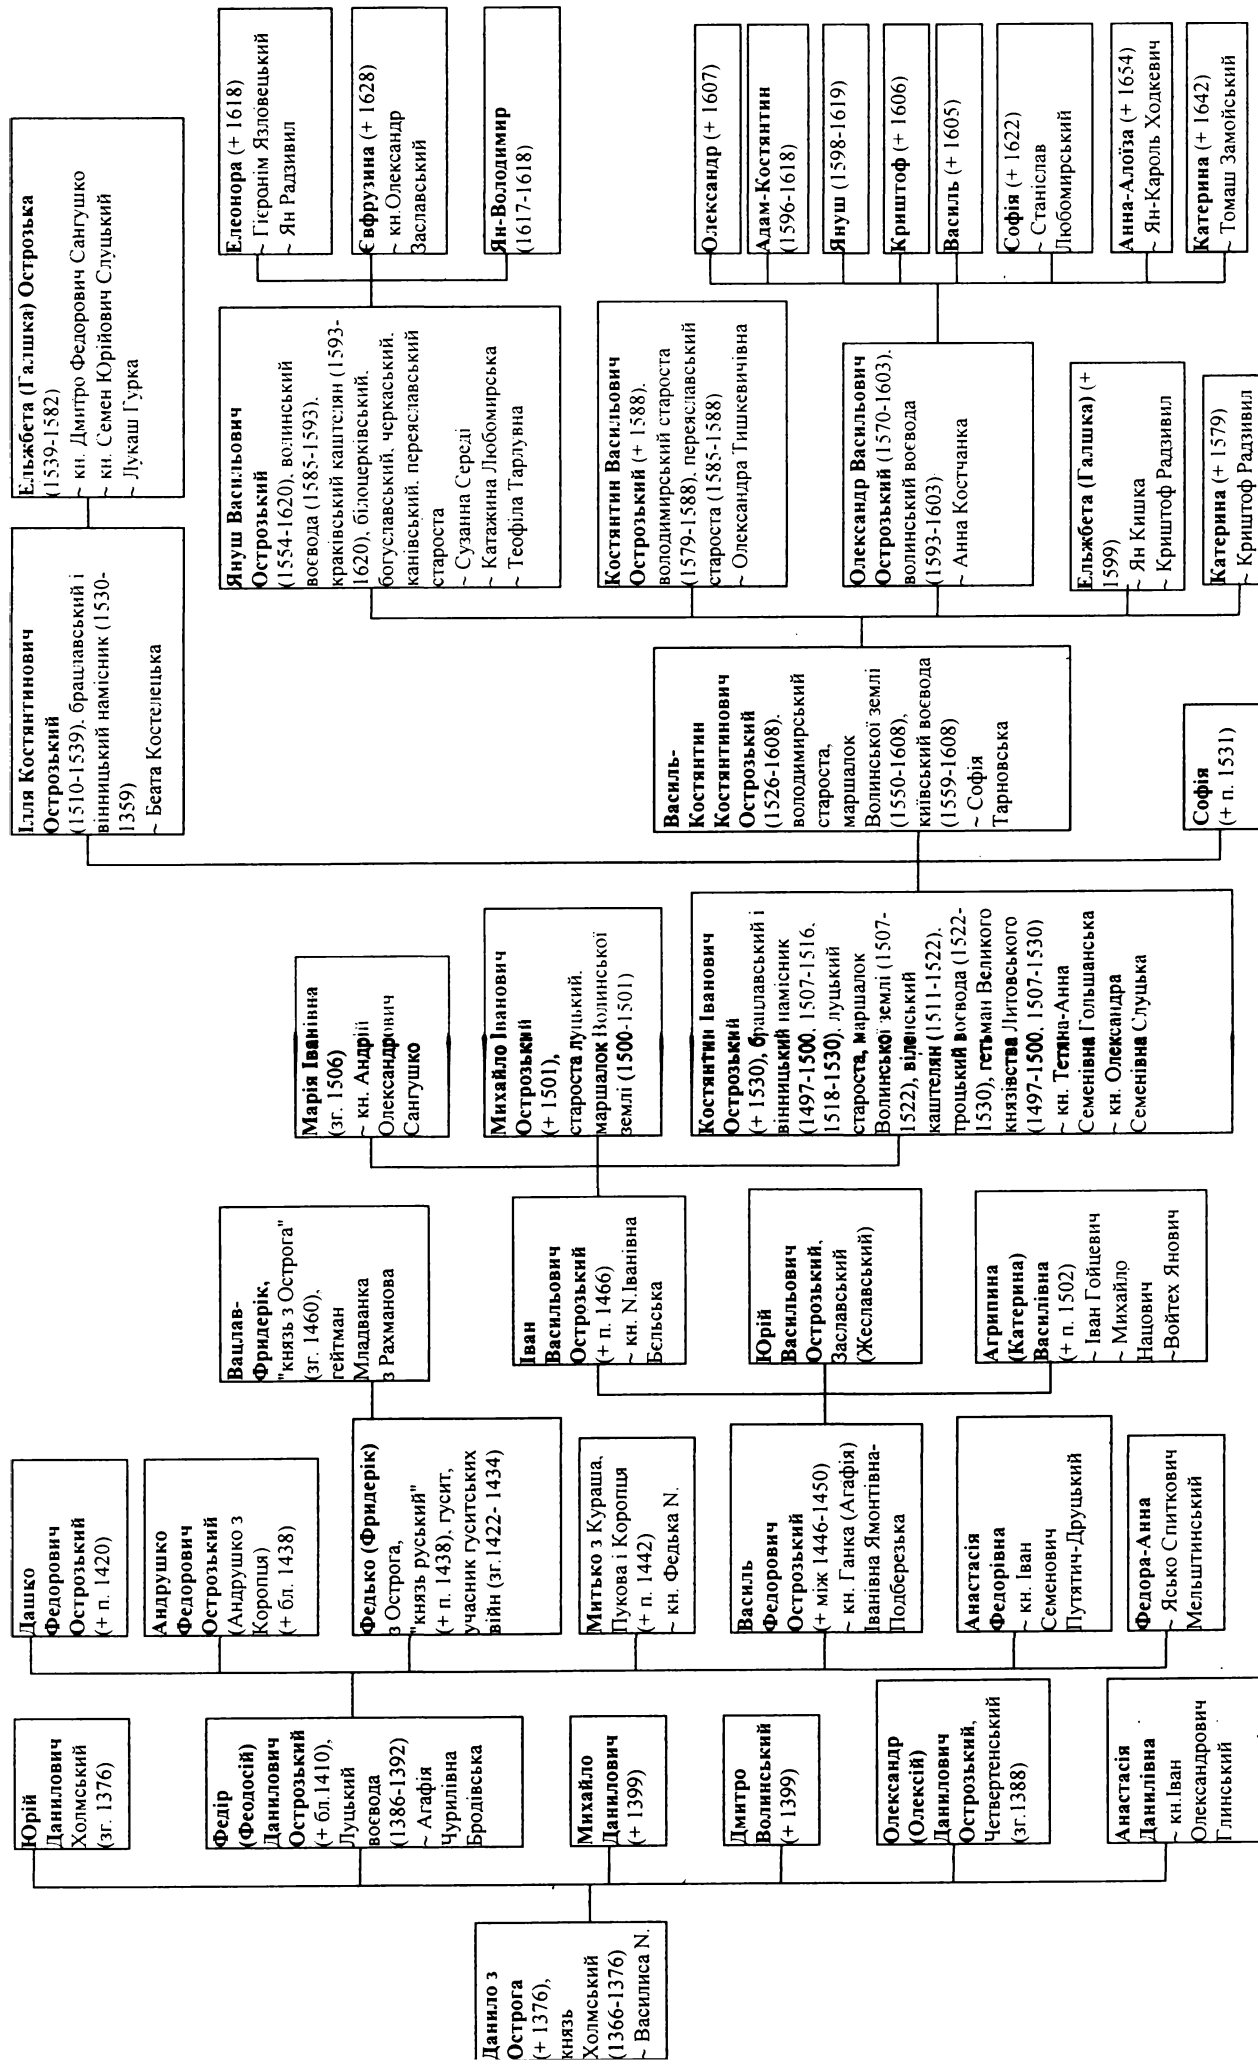 Данило з
Острога
(+ 1376),
князь
Холмський
(1366-1376)
~ Василиса N.
Юрій
Данилович
Холмський
(зг. 1376)
Федір
(Феодосій)
Данилович
Острозький
(+ бл.1410),
Луцький
воєвода
(1386-1392)
~ Агафія
Чурилівна
Бродівська
Михайло
Данилович
(+ 1399)
Дмитро
Волинський
(+ 1399)
Олександр
(Олексій)
Данилович
Острозький,
Четвертенський
(зг.1388)
Анастасія
Данилівна
~ кн.Іван
Олександрович
Глинський
Дашко
Федорович
Острозький
(+ п. 1420)
Андрушко
Федорович
Острозький
(Андрушко з
Коропця)
(+ бл. 1438)
Федько (Фридерік)
з Острога,
"князь руський"
(+ п. 1438), гусит,
учасник гуситських
війн (зг.1422- 1434)
Митько з Кураша,
Пукова і Коропця
(+ п. 1442)
~ кн. Федька N.
Василь
Федорович
Острозький
(+ між 1446-1450)
~ кн. Ганка (Агафія)
Іванівна Ямонтівна-
Подберезька
Анастасія
Федорівна
~ кн. Іван
Семенович
Путятич-Друцький
Федора-Анна
~ Ясько Спиткович
Мельштинський
Вацлав-
Фридерік,
"князь з Острога"
(зг. 1460),
гейтман
Младванка
з Рахманова
Іван
Васильович
Острозький
(+ п. 1466)
~ кн. N.Іванівна
Бєльська
Юрій
Васильович
Острозький,
Заславський
(Жеславський)
Агрипина
(Катерина)
Василівна
(+ п. 1502)
~ Іван Гойцевич
~ Михайло
Нацович
~Войтех Янович
Марія Іванівна
(зг. 1506)
~ кн. Андрій
Олександрович
Сангушко
Михайло Іванович
Острозький
(+ 1501),
староста луцький,
маршалок Волинської
землі (1500-1501)
Костянтин Іванович
Острозький
(+ 1530), брацлавський і
вінницький намісник
(1497-1500, 1507-1516,
1518-1530), луцький
староста, маршалок
Волинської землі (1507-
1522), віленський
каштелян (1511-1522),
троцький воєвода (1522-
1530), гетьман Великого
князівства Литовського
(1497-1500, 1507-1530)
~ кн. Тетяна-Анна
Семенівна Гольшанська
~ кн. Олександра
Семенівна Слуцька
Ілля Костянтинович
Острозький
(1510-1539). брацлавський і
вінницький намісник (1530-
1359)
~ Беата Костелецька
Василь-
Костянтин
Костянтинович
Острозький
(1526-1608).
володимирський
староста,
маршалок
Волинської землі
(1550-1608),
київський воєвода
(1559-1608)
~ Софія
Тарновська
Софія
(+ п. 1531)
Ельжбета (Галшка) Острозька
(1539-1582)
~ кн. Дмитро Федорович Сангушко
~ кн. Семен Юрійович Слуцький
~ Лукаш Гурка
Януш Васильович
Острозький
(1554-1620), волинський
воєвода (1585-1593),
краківський каштелян (1593-
1620), білоцерківський,
богуславський, черкаський,
канівський, переяславський
староста
~ Сузанна Середі
~ Катажина Любомирська
~ Теофіла Тарлувна
Костянтин Васильович
Острозький (+ 1588).
володимирський староста
(1579-1588). переяславський
староста (1585-1588)
~ Олександра Тишкевичівна
Олександр Васильович
Острозький (1570-1603).
волинський воєвода
(1593-1603)
~ Анна Костчанка
Ельжбета (Галшка) (+
1599)
~ Ян Кишка
~ Криштоф Радзивил
Катерина (+ 1579)
~ Криштоф Радзивил
Елеонора (+ 1618)
~ Гієронім Язловецький
~ Ян Радзивил
Євфрузина (+ 1628)
~ кн.Олександр
Заславський
Ян-Володимир
(1617-1618)
Олександр (+ 1607)
Адам-Костянтин
(1596-1618)
Януш (1598-1619)
Криштоф (+ 1606)
Василь (+ 1605)
Софія (+ 1622)
~ Станіслав
Любомирський
Анна-Алоїза (+ 1654)
~ Ян-Кароль Ходкевич
Катерина (+ 1642)
~ Томаш Замойський